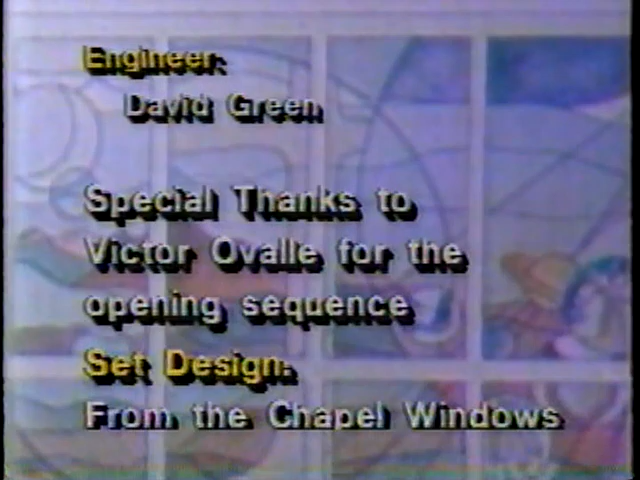 Engineer:
David Green
Special Thanks to
Victor Ovalle for the
opening sequence
Set Design:
From the Chapel Windows